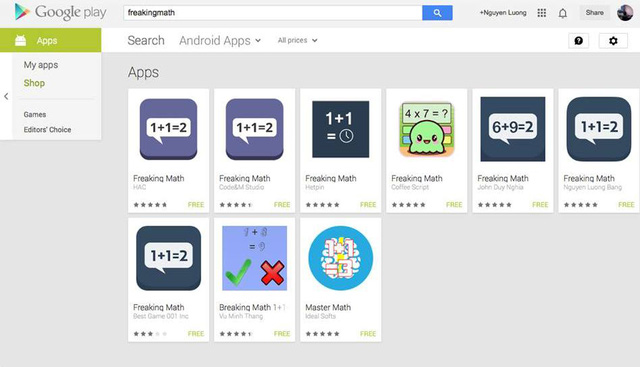 Google play
freakingmath
+Nguyen Luong
Share
Apps
Search
Android Apps
All prices
My apps
Shop
Games
Editors' Choice
Apps
1+1=2
Freaking Math
HAC
FREE
1+1=2
Freaking Math
Code&M Studio
FREE
1+1
=
Freaking Math
Hetpin
FREE
4 x 7 = ?
Freaking Math
Coffee Script
FREE
6+9=2
Freaking Math
John Duy Nghia
FREE
1+1=2
Freaking Math
Nguyen Luong Bang
FREE
1+1=2
Freaking Math
Best Game 001 Inc
FREE
Breaking Math 1+1
Vu Minh Thang
FREE
Master Math
Ideal Softs
FREE